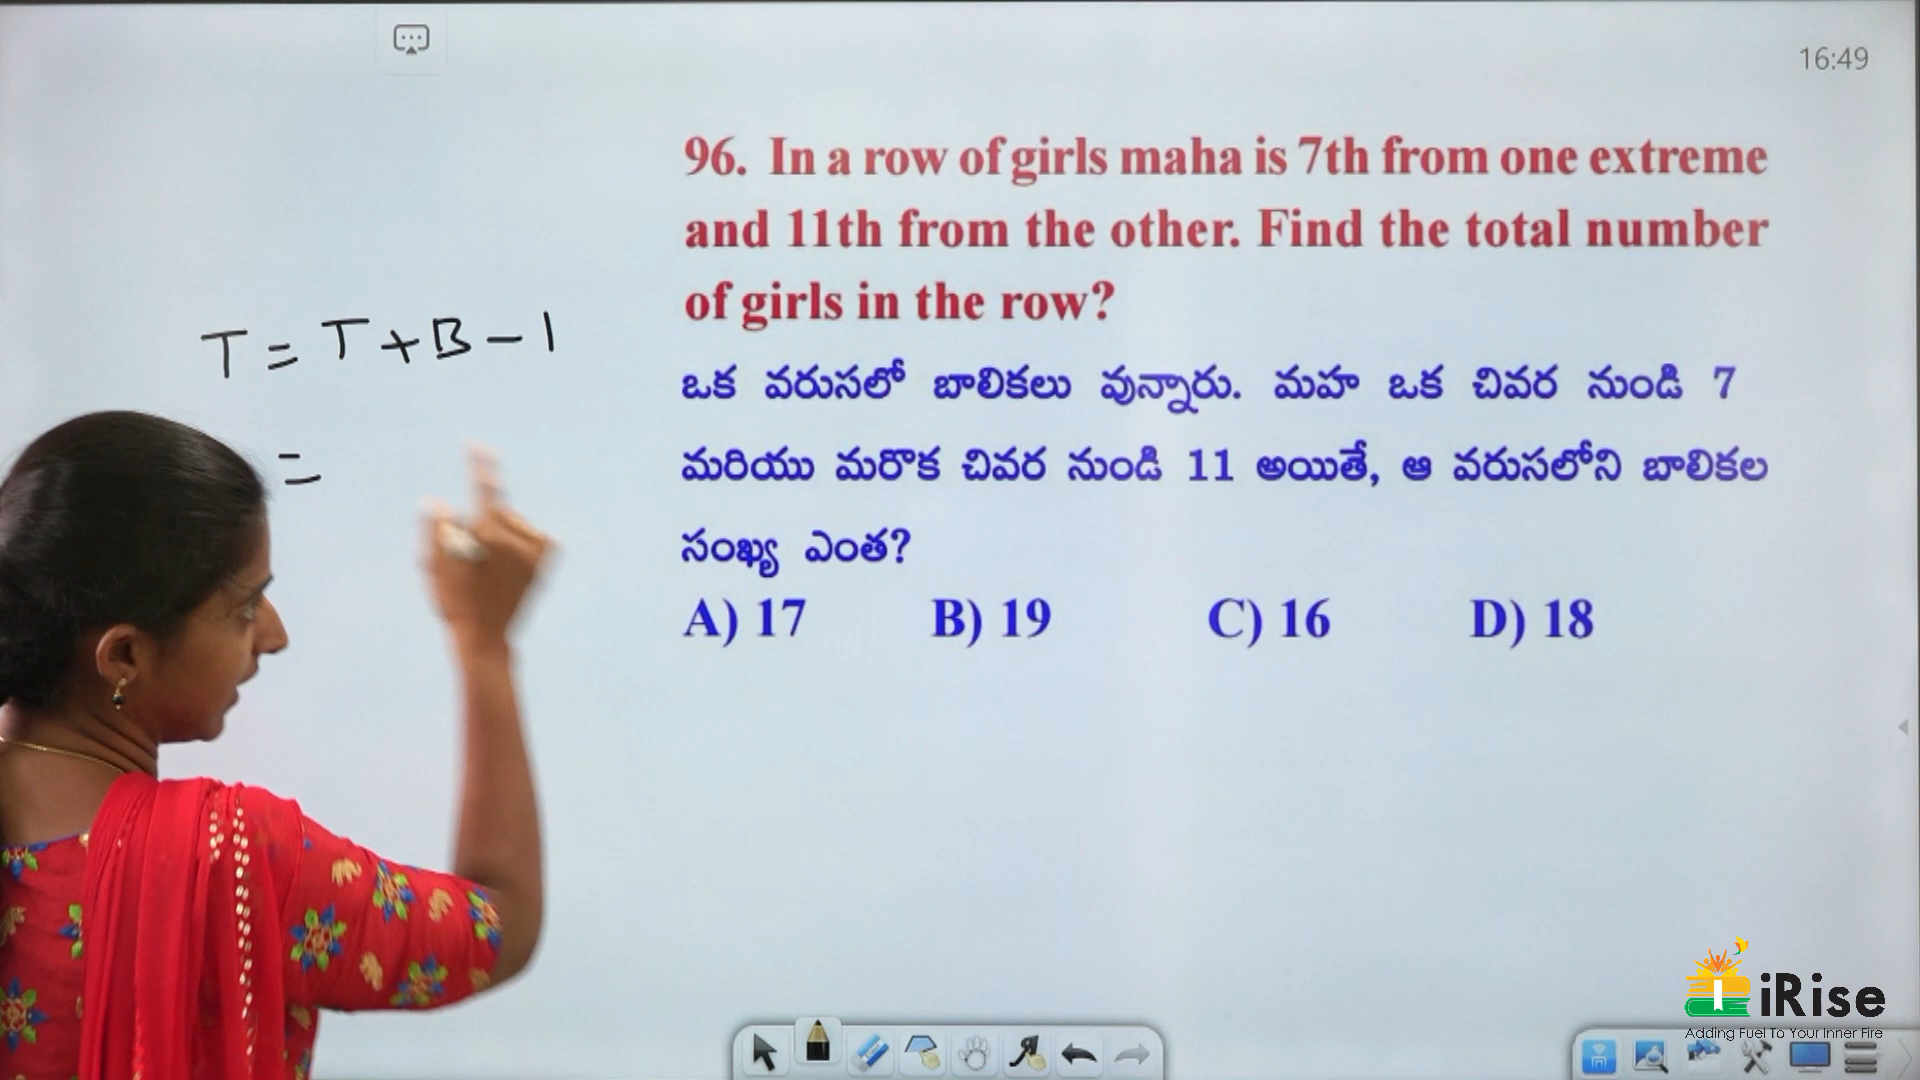 16:49
96. In a row of girls maha is 7th from one extreme
and 11th from the other. Find the total number
of girls in the row?
ఒక వరుసలో బాలికలు వున్నారు. మహ ఒక చివర నుండి 7
మరియు మరొక చివర నుండి 11 అయితే, ఆ వరుసలోని బాలికల
సంఖ్య ఎంత?
A) 17 B) 19 C) 16 D) 18
T = T + B - 1
=
iRise
Adding Fuel To Your Inner Fire